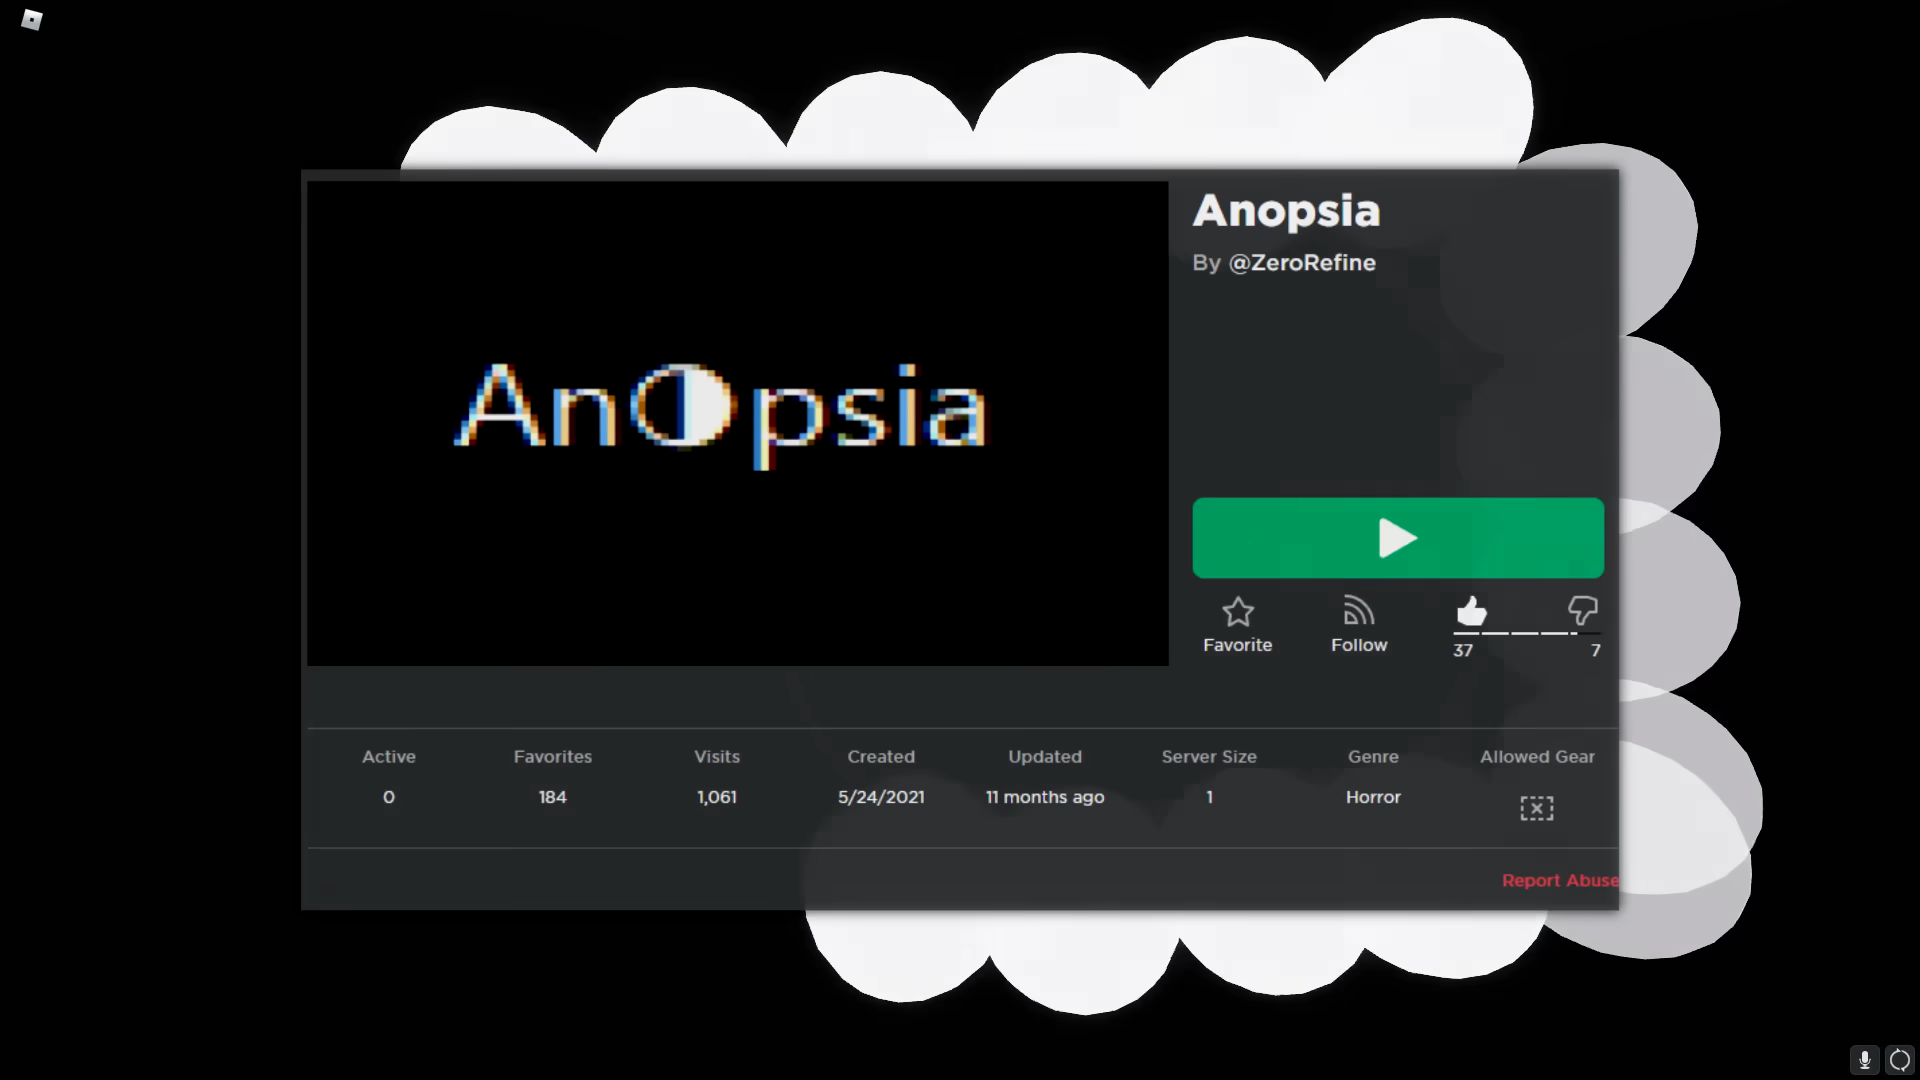 Anopsia
By @ZeroRefine
AnOpsia
Favorite
Follow
37
7
Active
Favorites
Visits
Created
Updated
Server Size
Genre
Allowed Gear
0
184
1,061
5/24/2021
11 months ago
1
Horror
Report Abuse